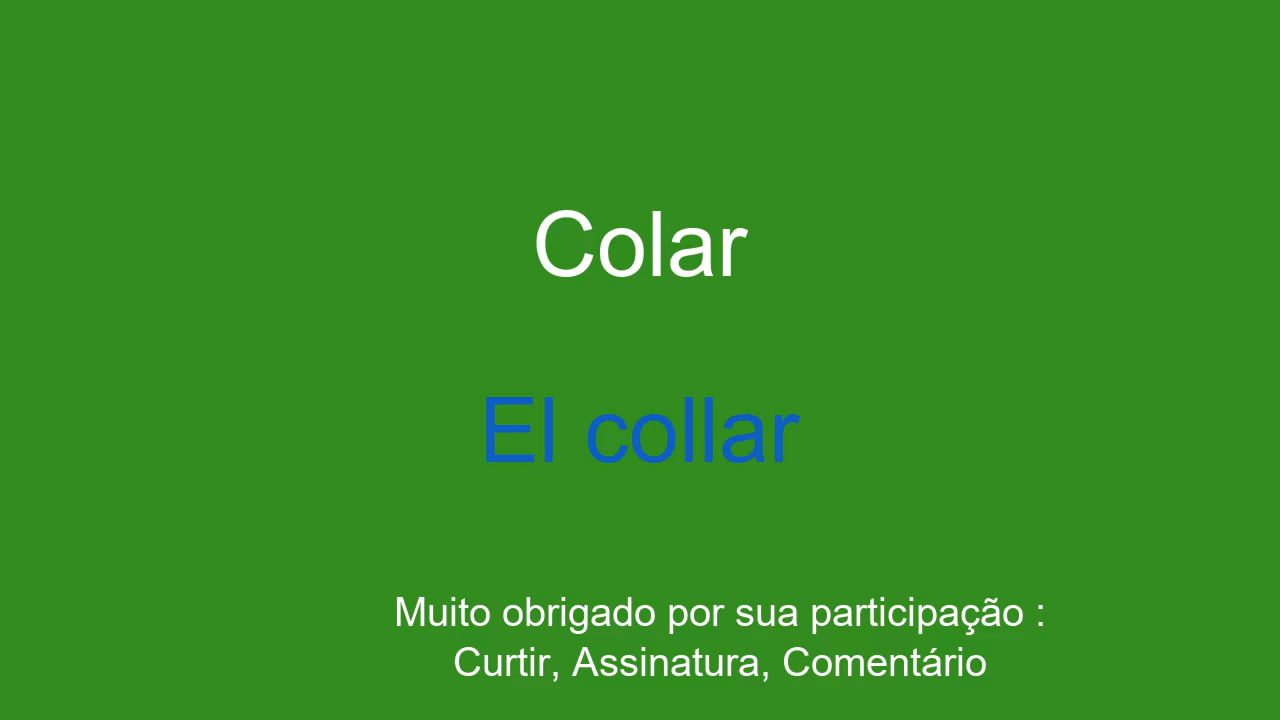 Colar
El collar
Muito obrigado por sua participação :
Curtir, Assinatura, Comentário